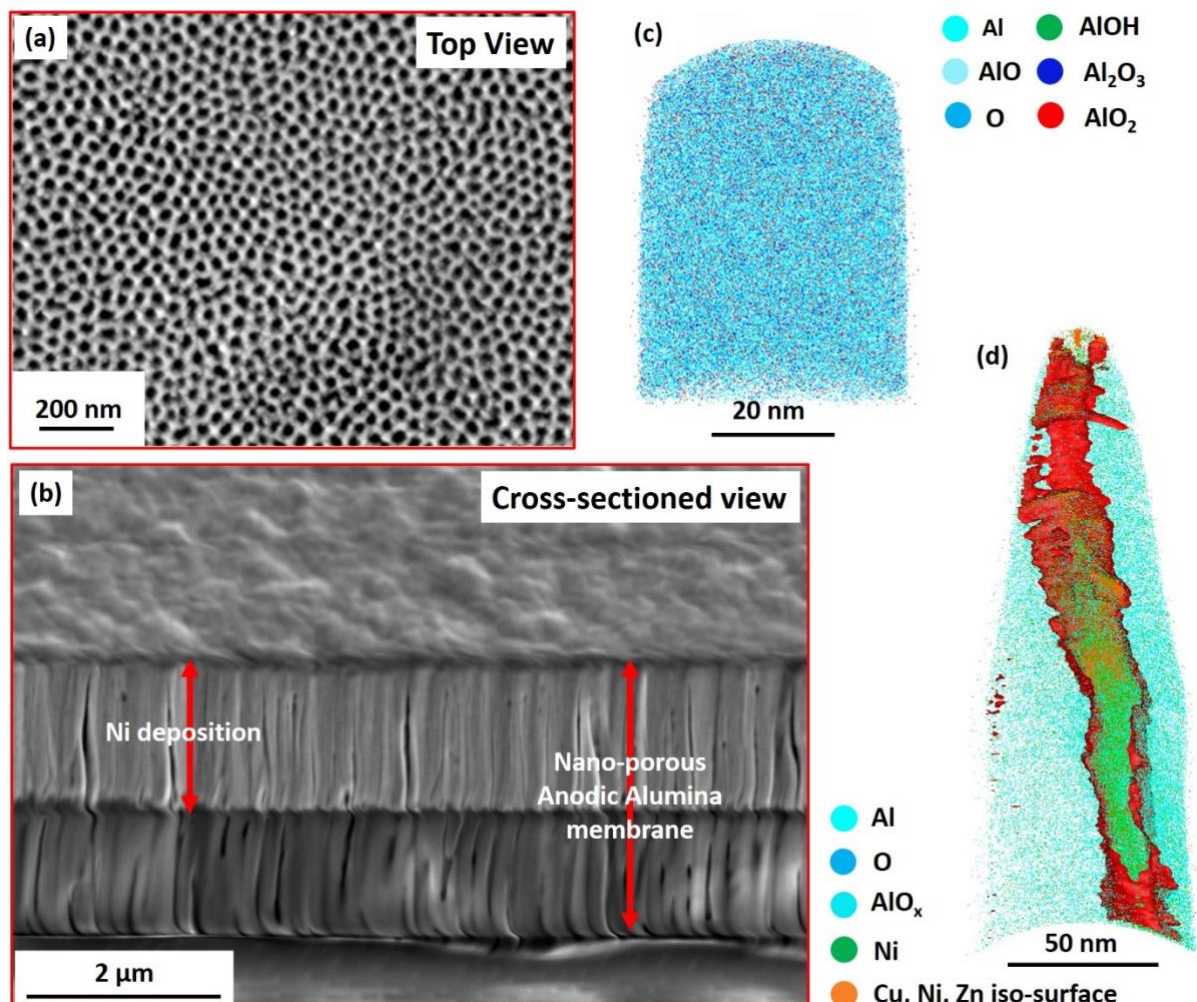 (a)
Top View
200 nm
(b)
Cross-sectioned view
Ni deposition
Nano-porous
Anodic Alumina
membrane
2 μm
(c)
20 nm
Al
AlOH
AlO
Al₂O₃
O
AlO₂
(d)
50 nm
Al
O
AlOₓ
Ni
Cu, Ni, Zn iso-surface